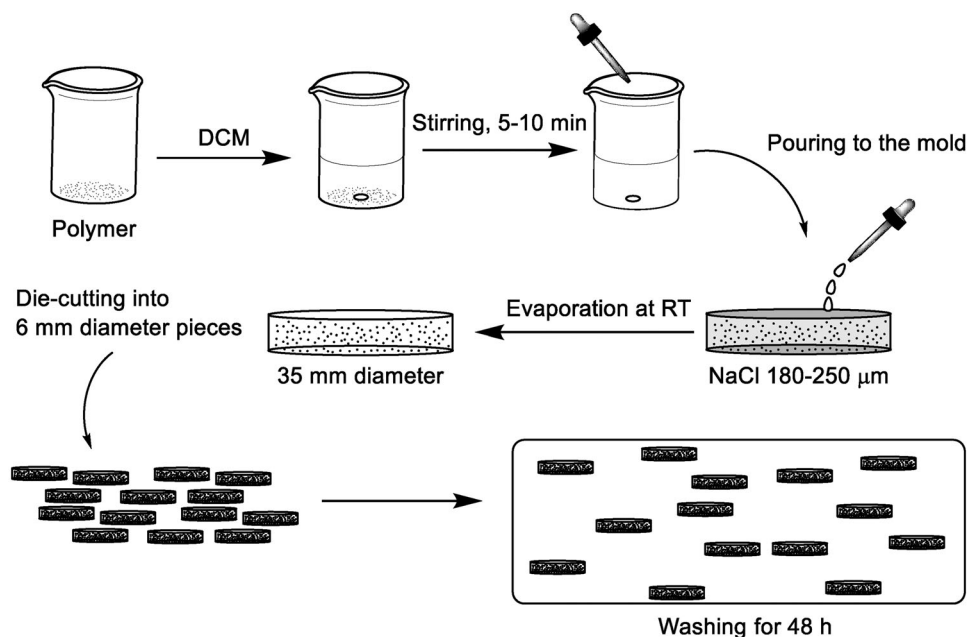 DCM
Stirring, 5-10 min
Pouring to the mold
Polymer
Die-cutting into
6 mm diameter pieces
Evaporation at RT
35 mm diameter
NaCl 180-250 μm
Washing for 48 h